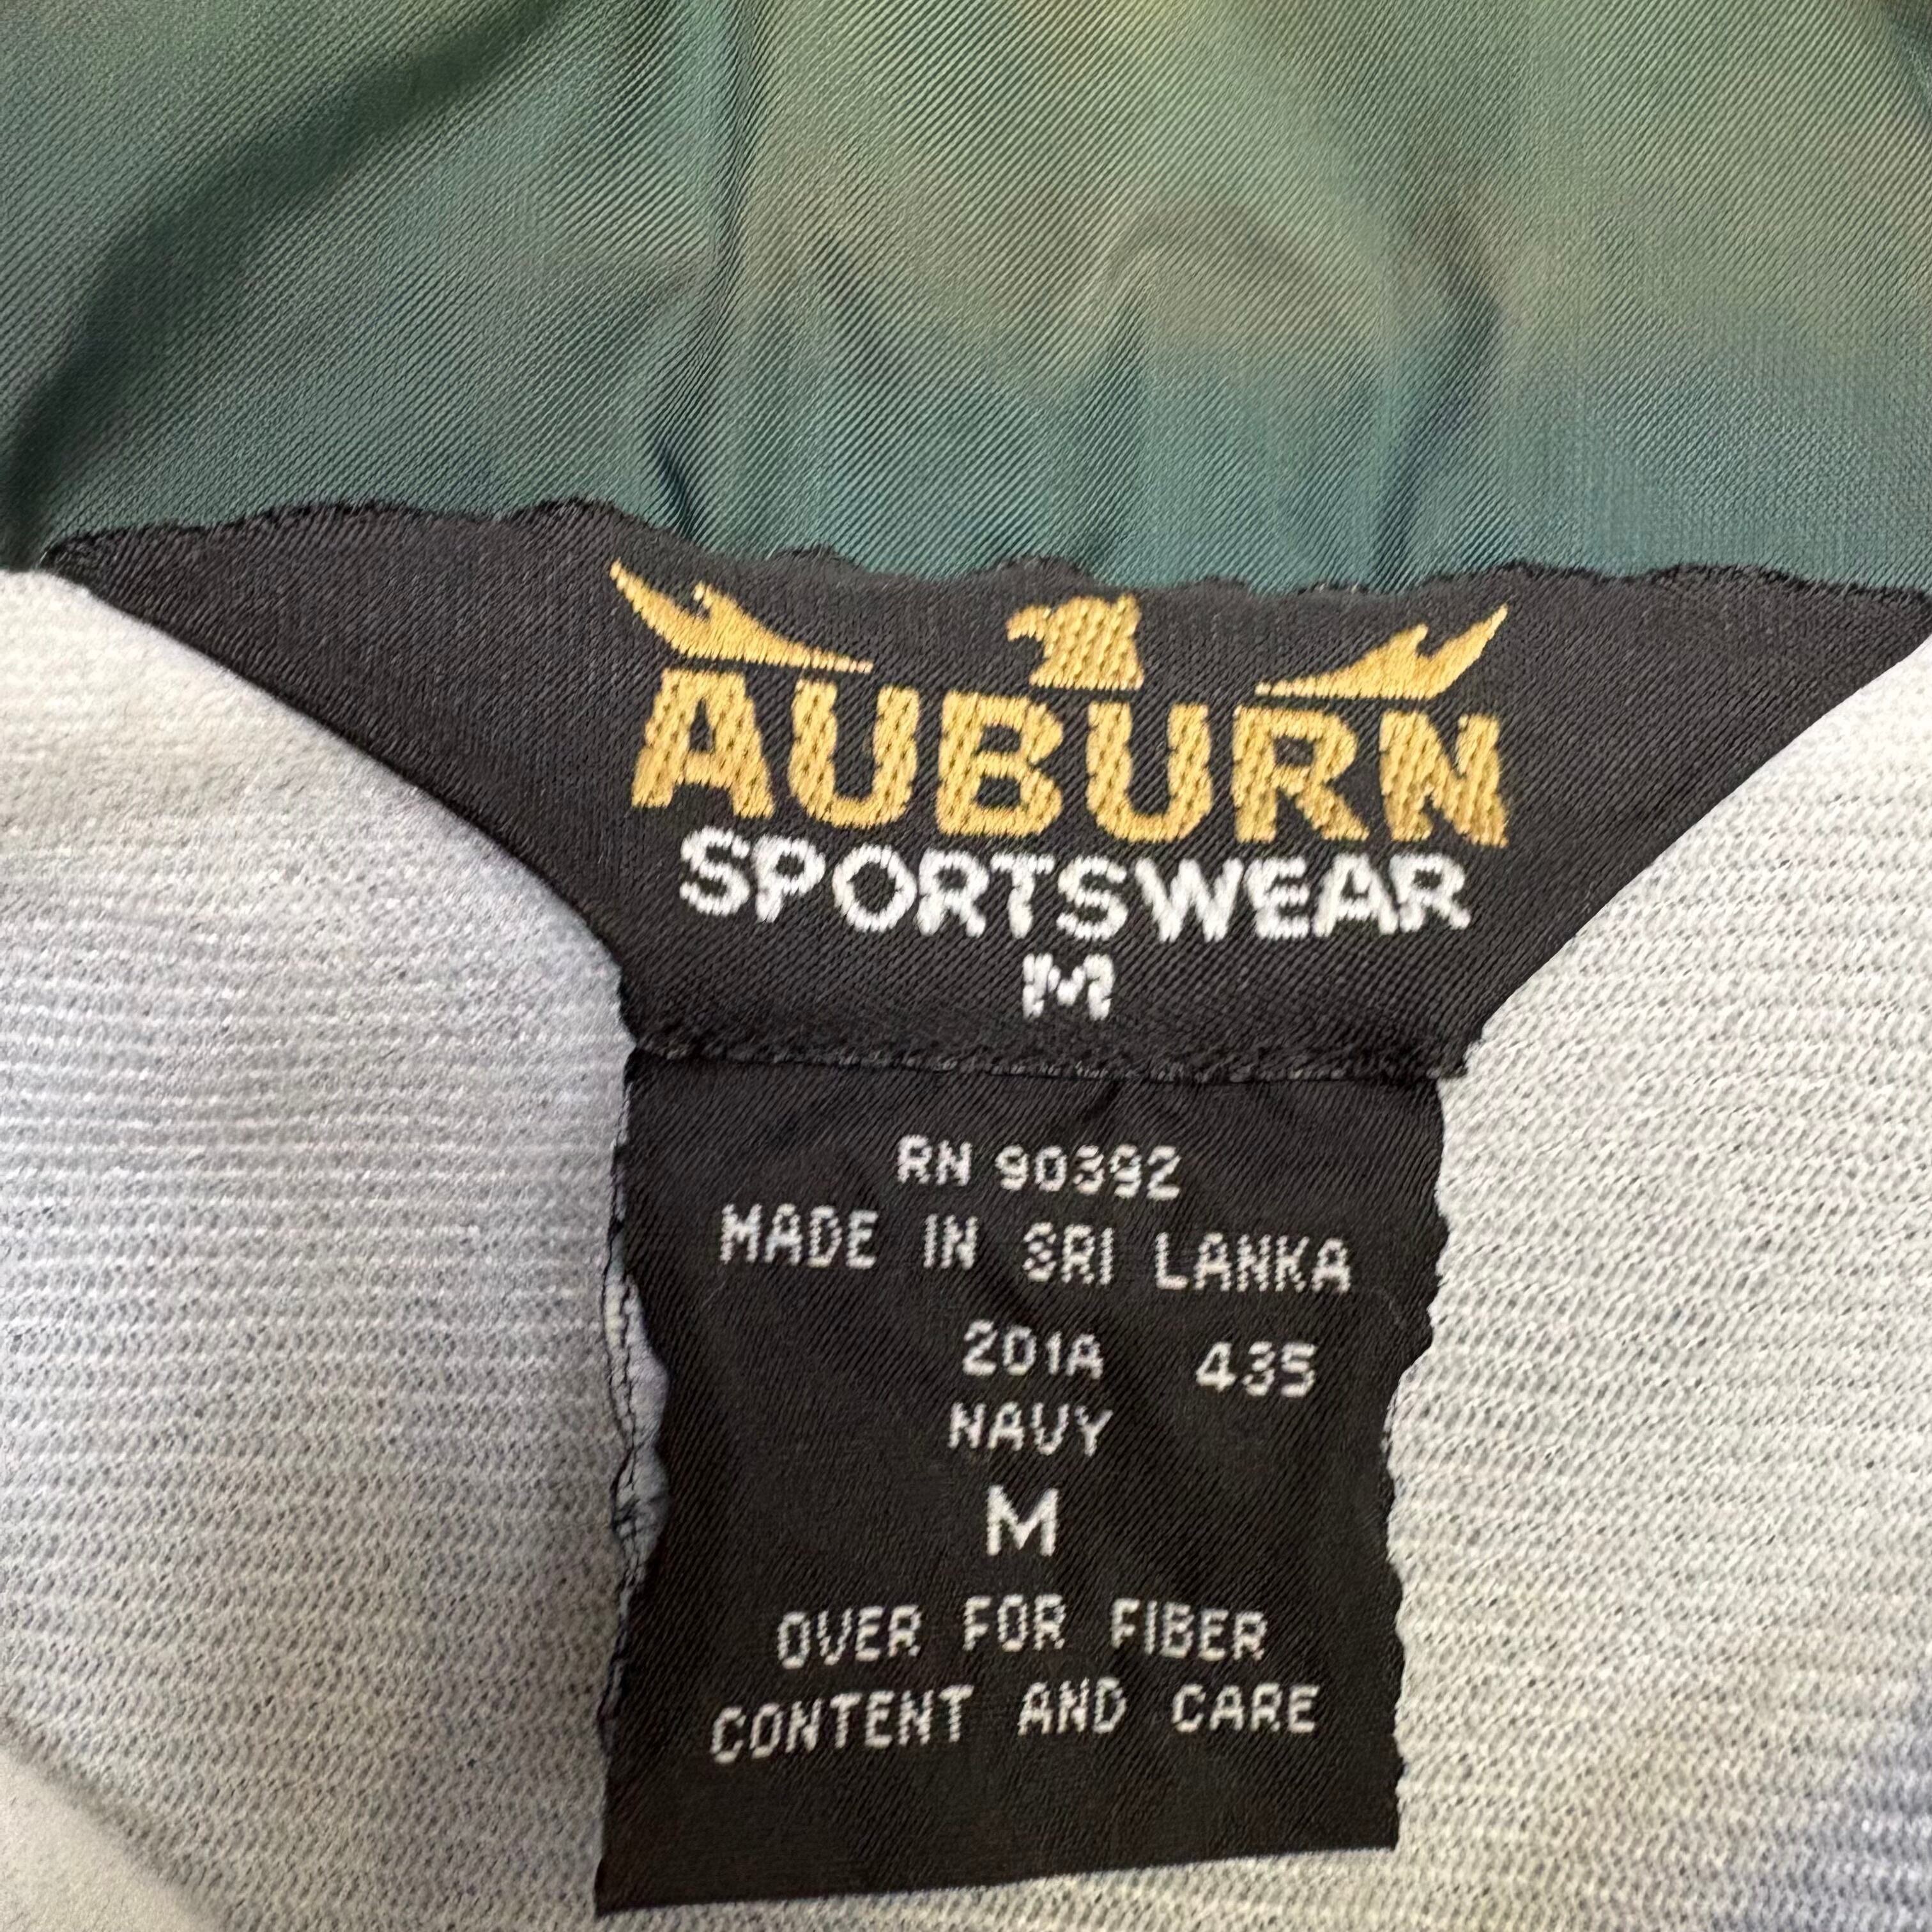 AUBURN
SPORTSWEAR
M
RN 90392
MADE IN SRI LANKA
201A 435
NAVY
M
OVER FOR FIBER
CONTENT AND CARE